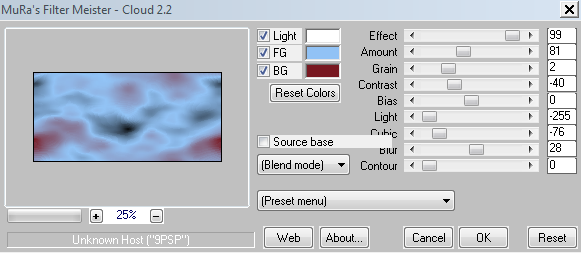 MuRa's Filter Meister - Cloud 2.2
Light
FG
BG
Reset Colors
Source base
(Blend mode)
(Preset menu)
Effect 99
Amount 81
Grain 2
Contrast -40
Bias 0
Light -255
Cubic -76
Blur 28
Contour 0
25%
Unknown Host ("9PSP")
Web About... Cancel OK Reset